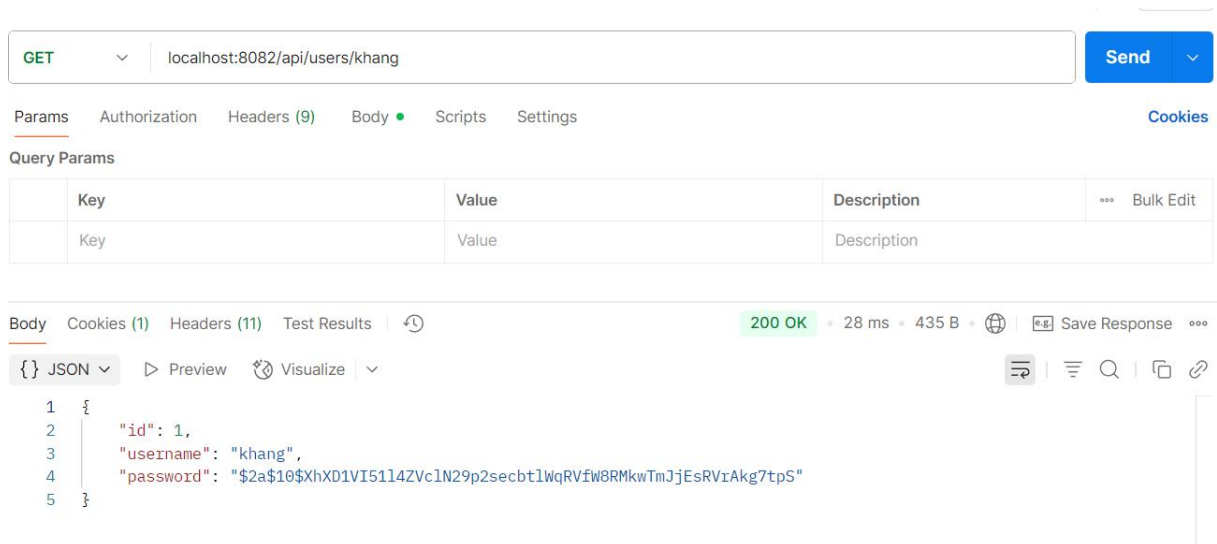 GET localhost:8082/api/users/khang Send
Params Authorization Headers (9) Body Scripts Settings Cookies
Query Params
Key Value Description Bulk Edit
Key Value Description
Body Cookies (1) Headers (11) Test Results 200 OK 28 ms 435 B e.g. Save Response
{} JSON Preview Visualize
1 {
2 "id": 1,
3 "username": "khang",
4 "password": "$2a$10$XhXD1VI51l4ZVclN29p2secbtlWqRVfW8RMkwTmJjEsRVrAkg7tpS"
5 }